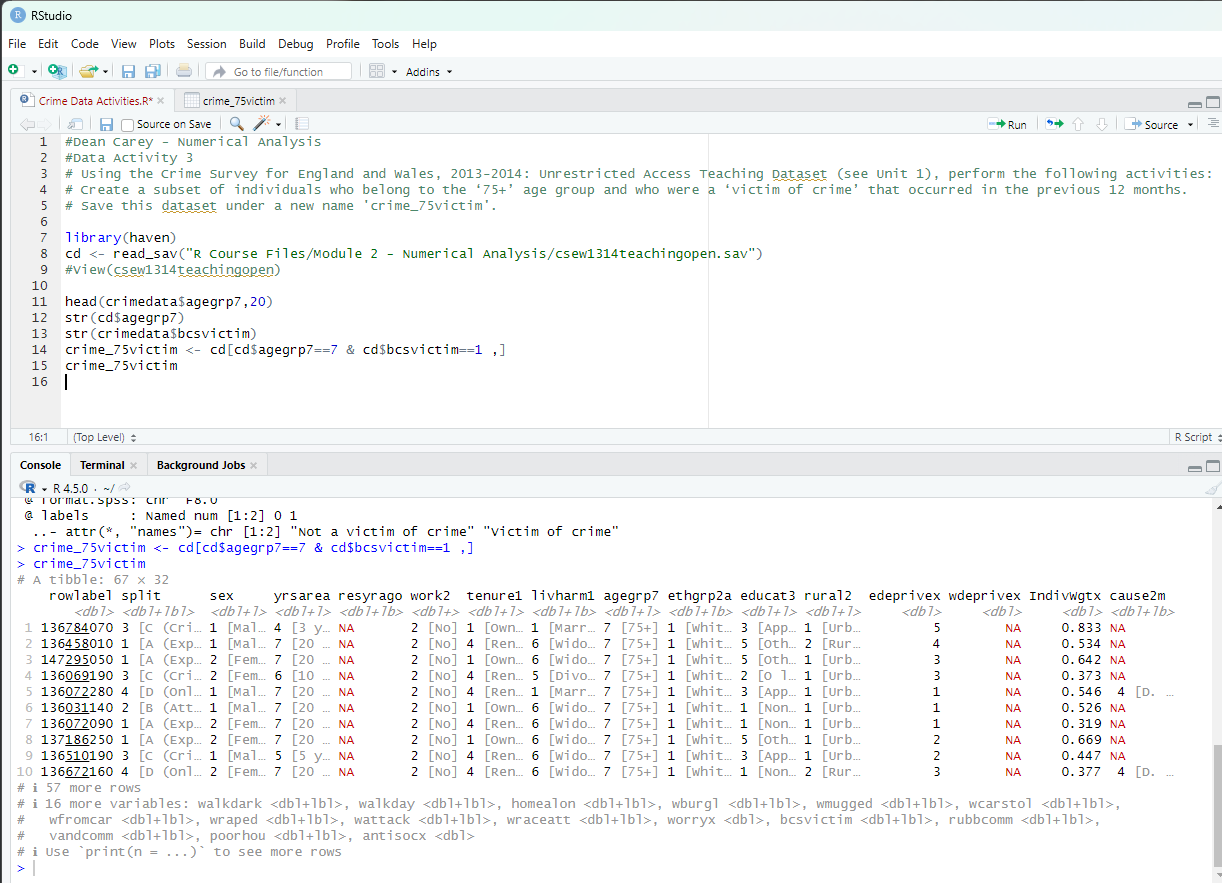 RStudio
File Edit Code View Plots Session Build Debug Profile Tools Help
Go to file/function Addins
Crime Data Activities.R* crime_75victim
Source on Save Run Source
1 #Dean Carey - Numerical Analysis
2 #Data Activity 3
3 # Using the Crime Survey for England and Wales, 2013-2014: Unrestricted Access Teaching Dataset (see Unit 1), perform the following activities:
4 # Create a subset of individuals who belong to the ‘75+’ age group and who were a ‘victim of crime’ that occurred in the previous 12 months.
5 # Save this dataset under a new name 'crime_75victim'.
6
7 library(haven)
8 cd <- read_sav("R Course Files/Module 2 - Numerical Analysis/csew1314teachingopen.sav")
9 #View(csew1314teachingopen)
10
11 head(crimedata$agegrp7,20)
12 str(cd$agegrp7)
13 str(crimedata$bcsvictim)
14 crime_75victim <- cd[cd$agegrp7==7 & cd$bcsvictim==1 ,]
15 crime_75victim
16
16:1 (Top Level) R Script
Console Terminal Background Jobs
R R 4.5.0 · ~/
@ format.spss: chr "F8.0"
@ labels : Named num [1:2] 0 1
..- attr(*, "names")= chr [1:2] "Not a victim of crime" "Victim of crime"
> crime_75victim <- cd[cd$agegrp7==7 & cd$bcsvictim==1 ,]
> crime_75victim
# A tibble: 67 × 32
rowlabel split sex yrsarea resyrago work2 tenure1 livharm1 agegrp7 ethgrp2a educat3 rural2 edeprivex wdeprivex IndivWgtx cause2m
<dbl> <dbl+lbl> <dbl+l> <dbl+l> <dbl+lb> <dbl+l> <dbl+l> <dbl+lb> <dbl+l> <dbl+lb> <dbl+l> <dbl+l> <dbl> <dbl> <dbl> <dbl+lb>
1 136784070 3 [C (Cri… 1 [Mal… 4 [3 y… NA 2 [No] 1 [Own… 1 [Marr… 7 [75+] 1 [Whit… 3 [App… 1 [Urb… 5 NA 0.833 NA
2 136458010 1 [A (Exp… 1 [Mal… 7 [20 … NA 2 [No] 4 [Ren… 6 [Wido… 7 [75+] 1 [Whit… 5 [Oth… 2 [Rur… 4 NA 0.534 NA
3 147295050 1 [A (Exp… 2 [Fem… 7 [20 … NA 2 [No] 1 [Own… 6 [Wido… 7 [75+] 1 [Whit… 5 [Oth… 1 [Urb… 3 NA 0.642 NA
4 136069190 3 [C (Cri… 2 [Fem… 6 [10 … NA 2 [No] 4 [Ren… 5 [Divo… 7 [75+] 1 [Whit… 2 [O l… 1 [Urb… 3 NA 0.373 NA
5 136072280 4 [D (Onl… 1 [Mal… 7 [20 … NA 2 [No] 4 [Ren… 1 [Marr… 7 [75+] 1 [Whit… 3 [App… 1 [Urb… 1 NA 0.546 4 [D. …
6 136031140 2 [B (Att… 1 [Mal… 7 [20 … NA 2 [No] 1 [Own… 6 [Wido… 7 [75+] 1 [Whit… 1 [Non… 1 [Urb… 1 NA 0.526 NA
7 136072090 1 [A (Exp… 2 [Fem… 7 [20 … NA 2 [No] 4 [Ren… 6 [Wido… 7 [75+] 1 [Whit… 1 [Non… 1 [Urb… 1 NA 0.319 NA
8 137186250 1 [A (Exp… 2 [Fem… 7 [20 … NA 2 [No] 1 [Own… 6 [Wido… 7 [75+] 1 [Whit… 5 [Oth… 1 [Urb… 2 NA 0.669 NA
9 136510190 3 [C (Cri… 1 [Mal… 5 [5 y… NA 2 [No] 4 [Ren… 6 [Wido… 7 [75+] 1 [Whit… 3 [App… 1 [Urb… 2 NA 0.447 NA
10 136672160 4 [D (Onl… 2 [Fem… 7 [20 … NA 2 [No] 4 [Ren… 6 [Wido… 7 [75+] 1 [Whit… 1 [Non… 2 [Rur… 3 NA 0.377 4 [D. …
# ℹ 57 more rows
# ℹ 16 more variables: walkdark <dbl+lbl>, walkday <dbl+lbl>, homealon <dbl+lbl>, wburgl <dbl+lbl>, wmugged <dbl+lbl>, wcarstol <dbl+lbl>,
# wfromcar <dbl+lbl>, wraped <dbl+lbl>, wattack <dbl+lbl>, wraceatt <dbl+lbl>, worryx <dbl>, bcsvictim <dbl+lbl>, rubbcomm <dbl+lbl>,
# vandcomm <dbl+lbl>, poorhou <dbl+lbl>, antisocx <dbl>
# ℹ Use `print(n = ...)` to see more rows
>